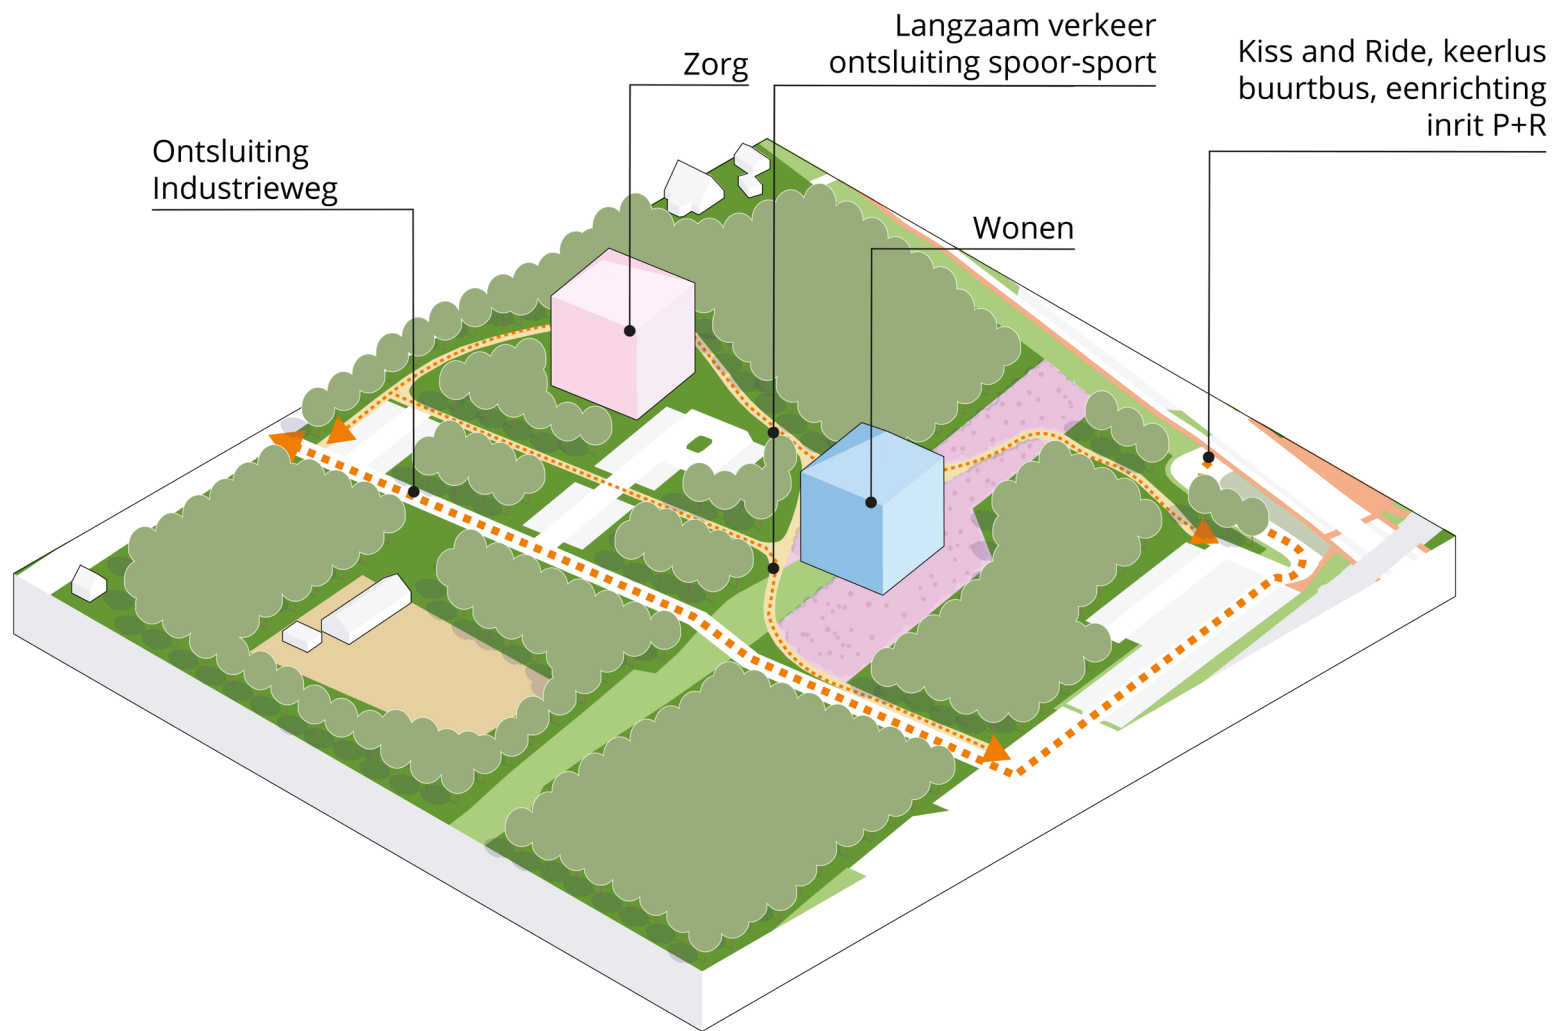 Langzaam verkeer
ontsluiting spoor-sport
Zorg
Kiss and Ride, keerlus
buurtbus, eenrichting
inrit P+R
Ontsluiting
Industrieweg
Wonen